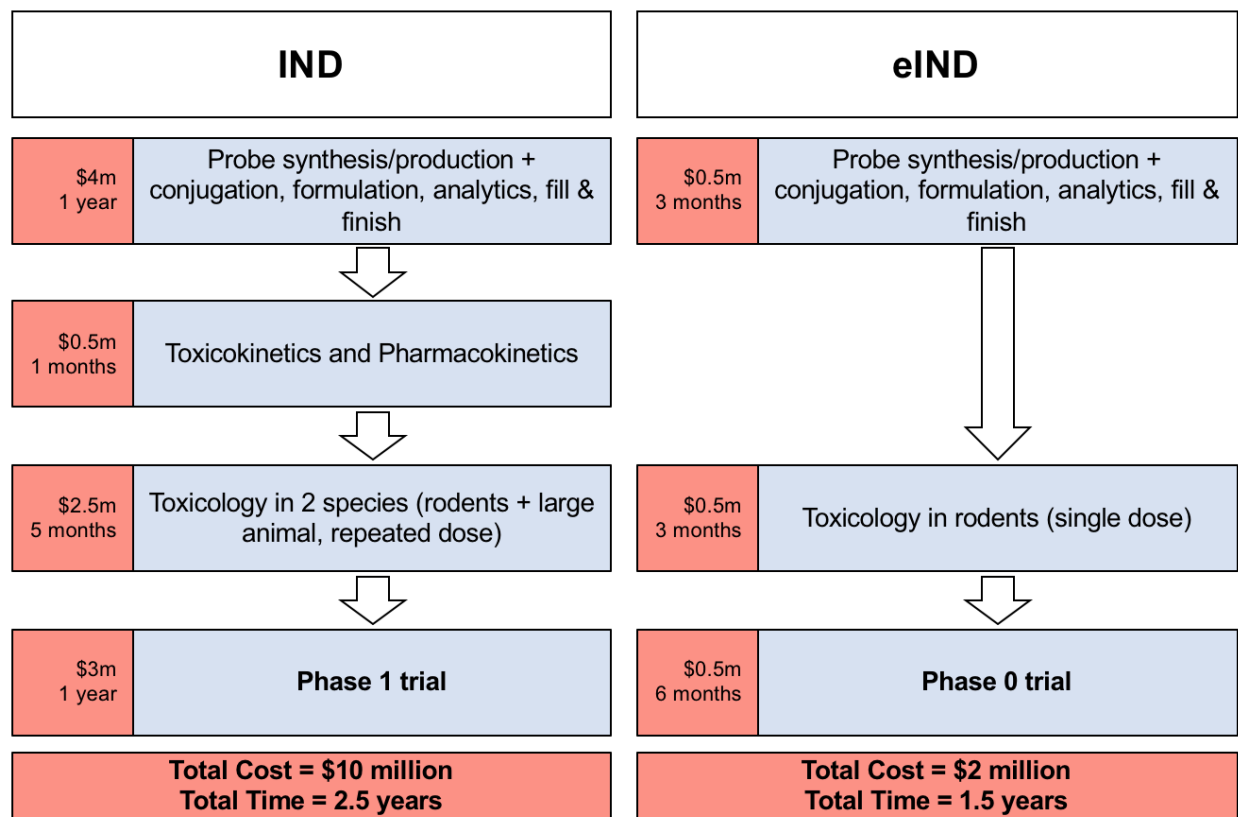 IND
$4m
1 year
Probe synthesis/production +
conjugation, formulation, analytics, fill &
finish
$0.5m
1 months
Toxicokinetics and Pharmacokinetics
$2.5m
5 months
Toxicology in 2 species (rodents + large
animal, repeated dose)
$3m
1 year
Phase 1 trial
Total Cost = $10 million
Total Time = 2.5 years
eIND
$0.5m
3 months
Probe synthesis/production +
conjugation, formulation, analytics, fill &
finish
$0.5m
3 months
Toxicology in rodents (single dose)
$0.5m
6 months
Phase 0 trial
Total Cost = $2 million
Total Time = 1.5 years